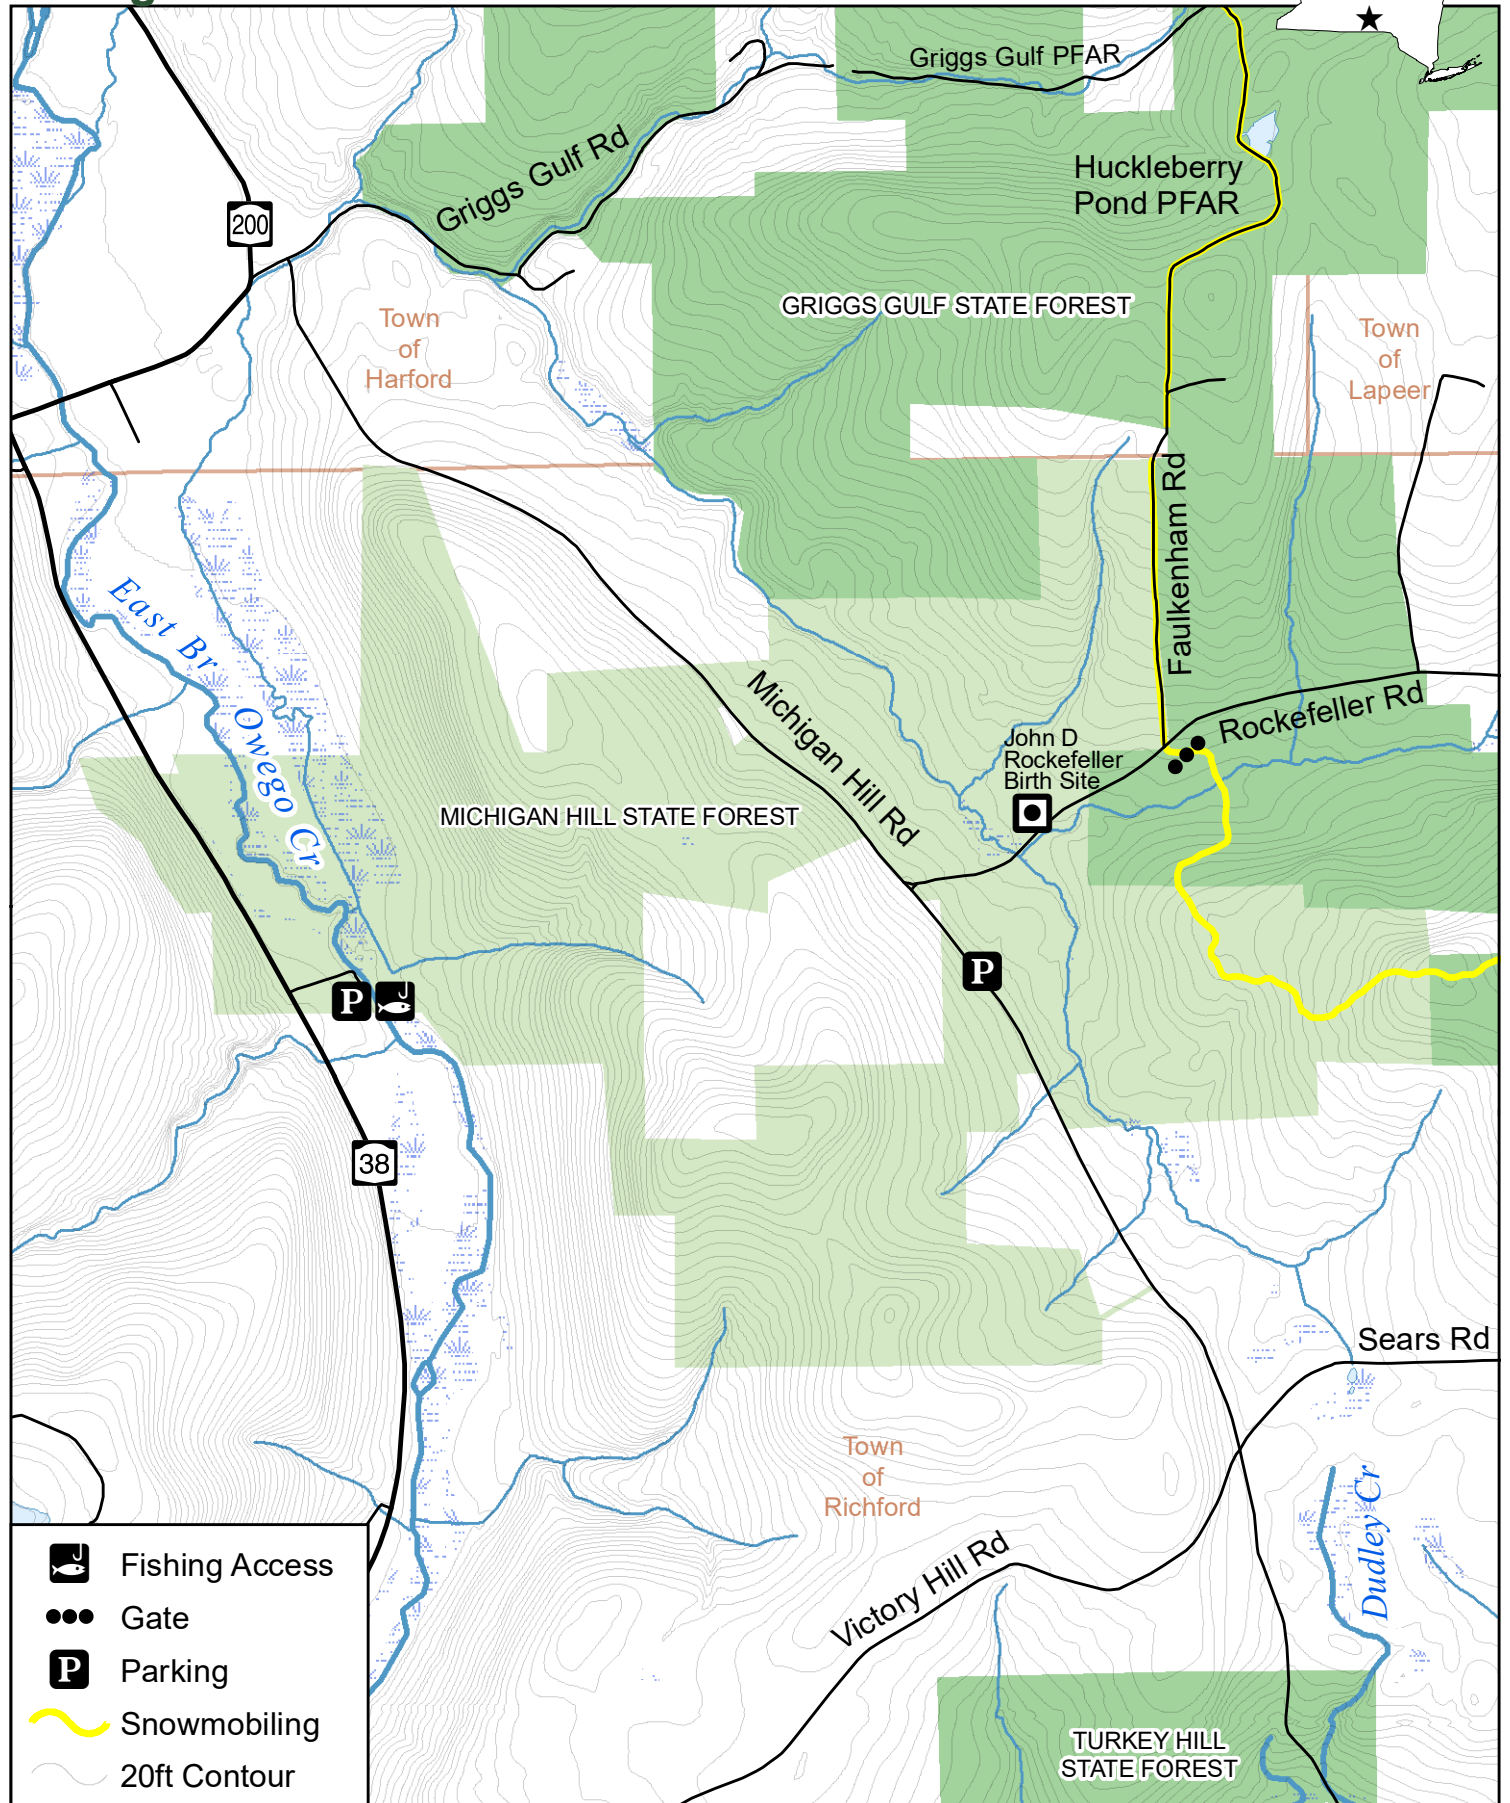 Griggs Gulf PFAR
Griggs Gulf Rd
Huckleberry
Pond PFAR
200
GRIGGS GULF STATE FOREST
Town
of
Harford
Town
of
Lapeer
Faulkenham Rd
East Br
Owego Cr
Michigan Hill Rd
Rockefeller Rd
John D
Rockefeller
Birth Site
MICHIGAN HILL STATE FOREST
P
P
38
Sears Rd
Town
of
Richford
Dudley Cr
Victory Hill Rd
TURKEY HILL
STATE FOREST
Fishing Access
Gate
P Parking
Snowmobiling
20ft Contour